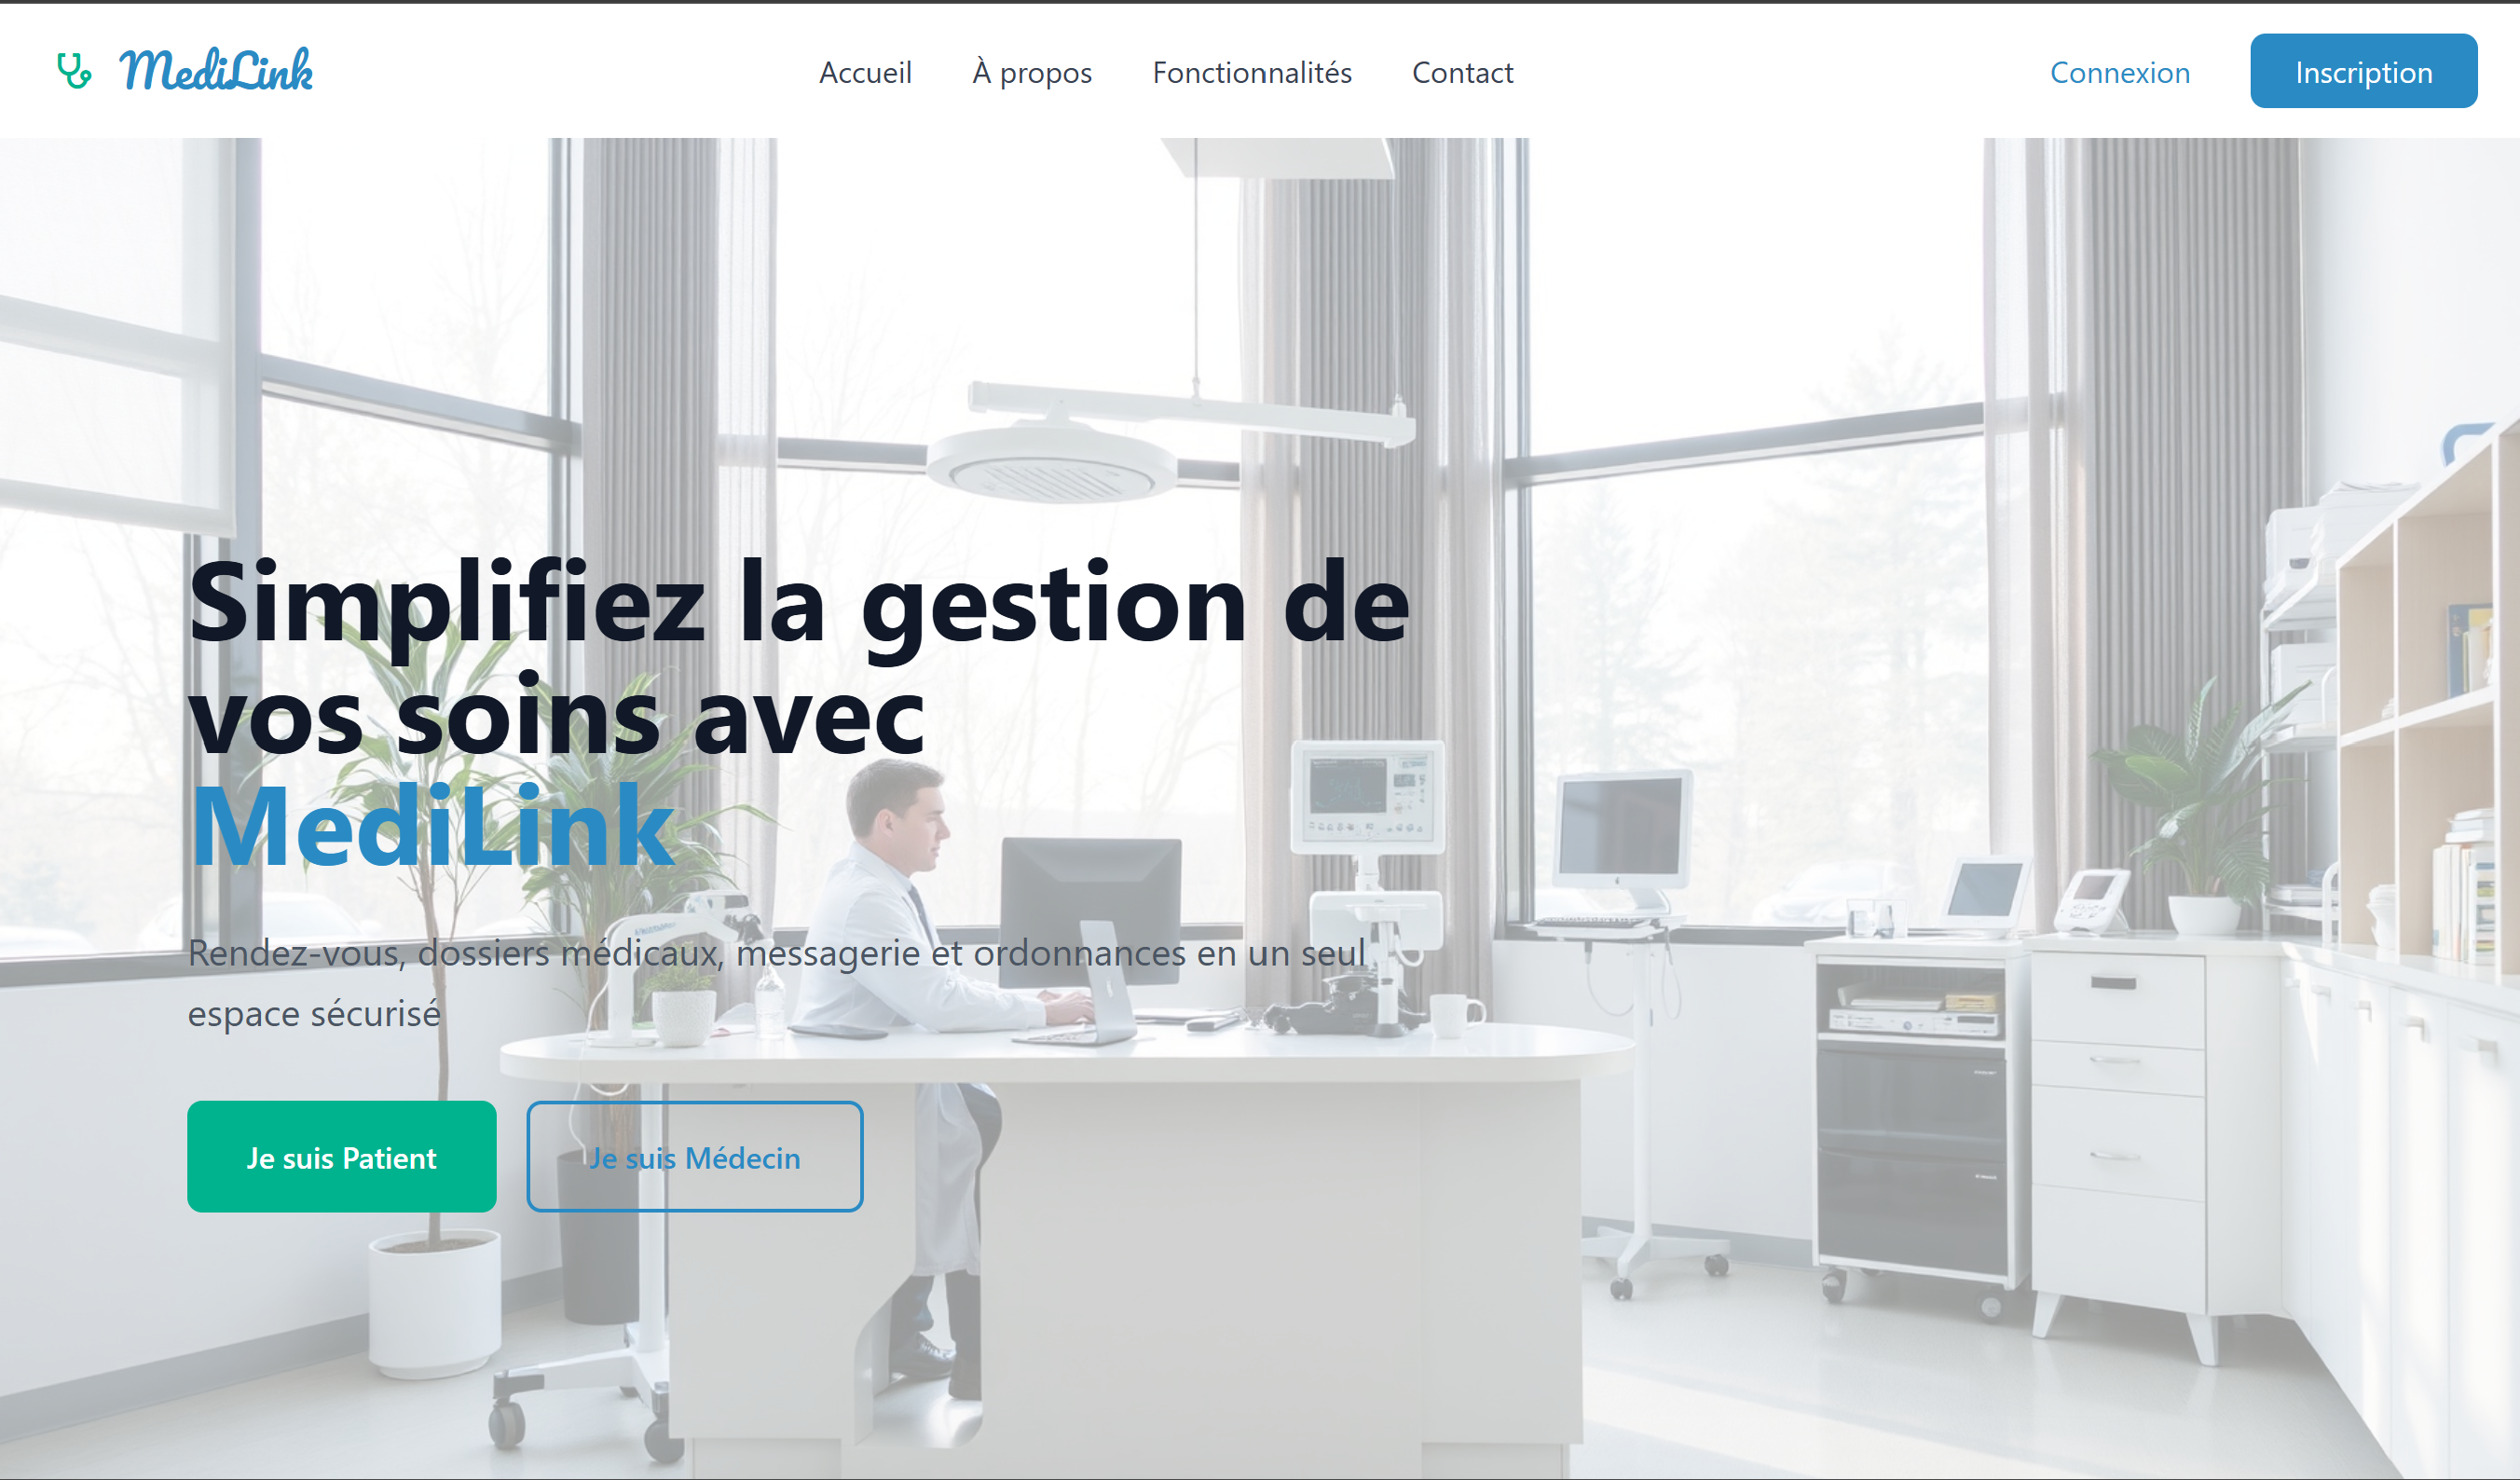 MediLink
Accueil
À propos
Fonctionnalités
Contact
Connexion
Inscription
Simplifiez la gestion de
vos soins avec
MediLink
Rendez-vous, dossiers médicaux, messagerie et ordonnances en un seul
espace sécurisé
Je suis Patient
Je suis Médecin